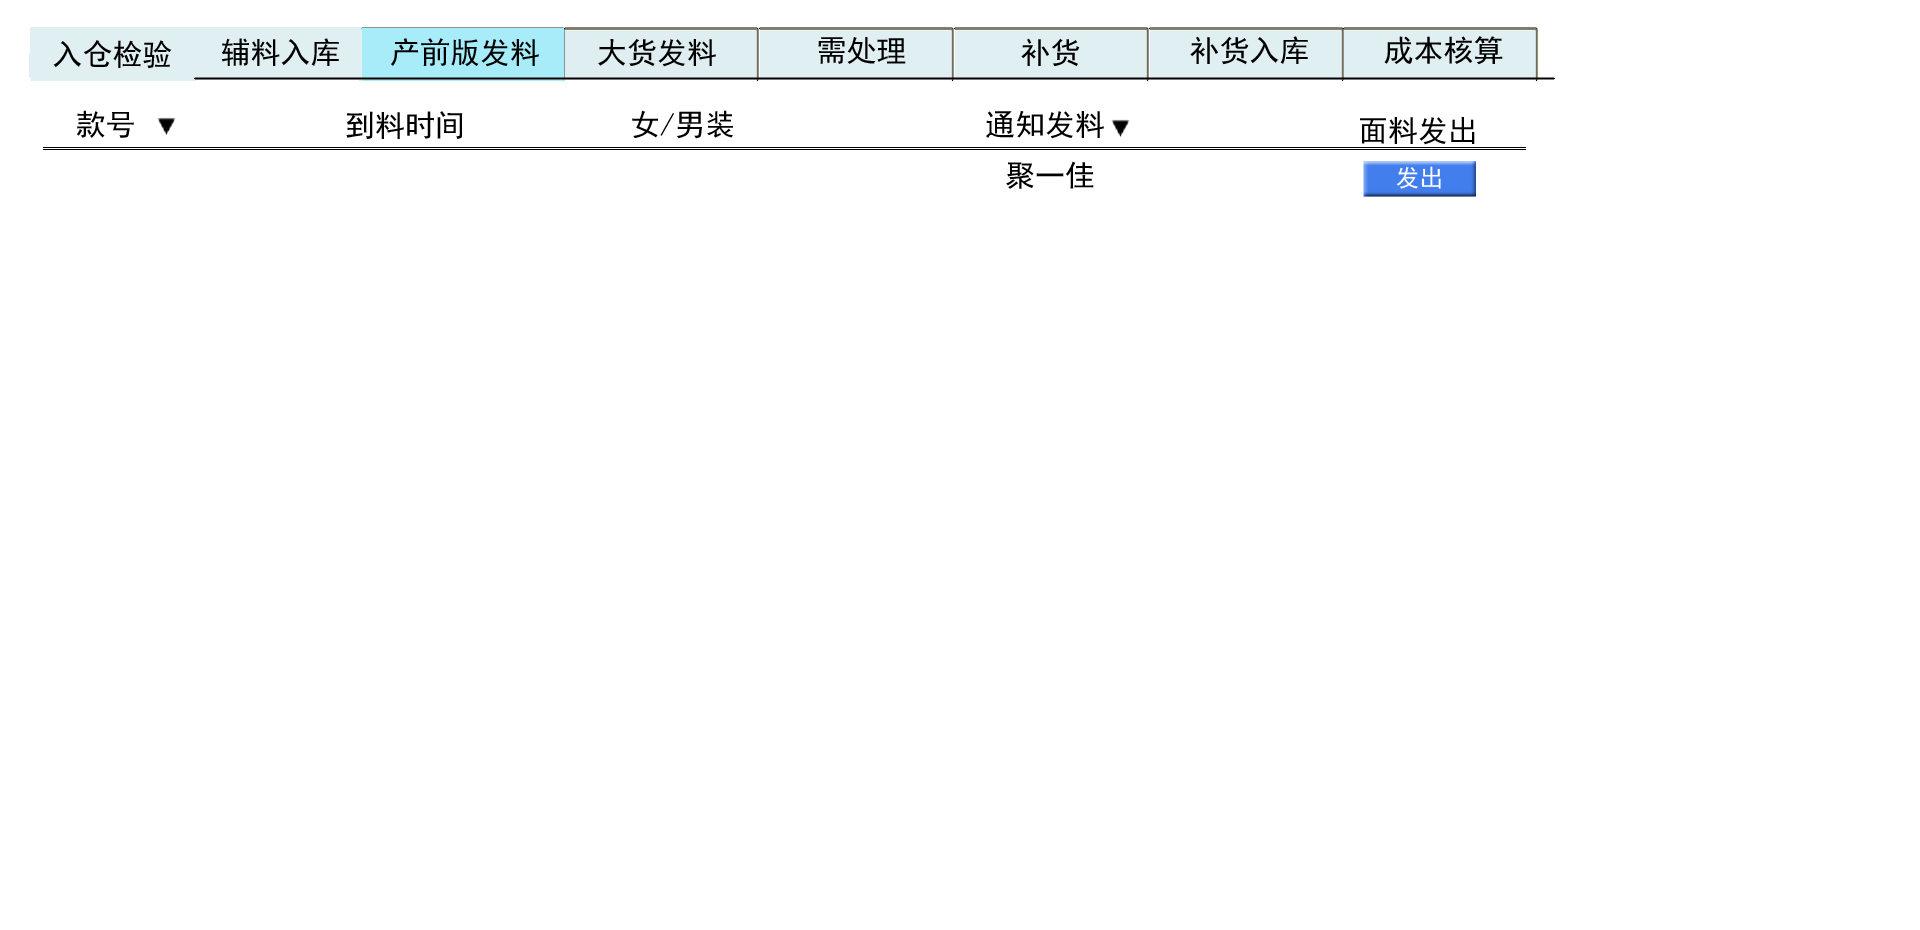 入仓检验 辅料入库 产前版发料 大货发料 需处理 补货 补货入库 成本核算
款号 ▼ 到料时间 女/男装 通知发料▼ 面料发出
聚一佳 发出